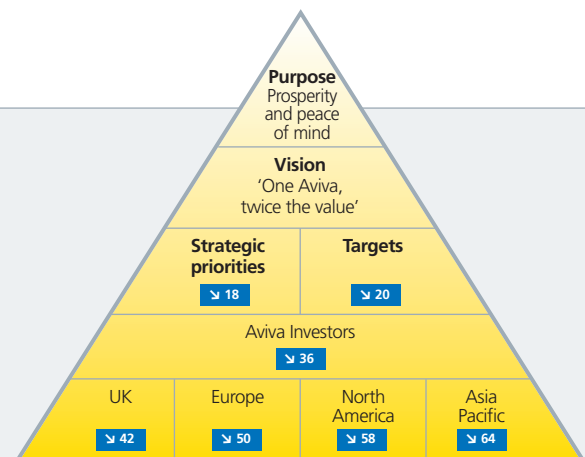 Purpose
Prosperity
and peace
of mind
Vision
‘One Aviva,
twice the value’
Strategic
priorities
↘ 18
Targets
↘ 20
Aviva Investors
↘ 36
UK
↘ 42
Europe
↘ 50
North
America
↘ 58
Asia
Pacific
↘ 64